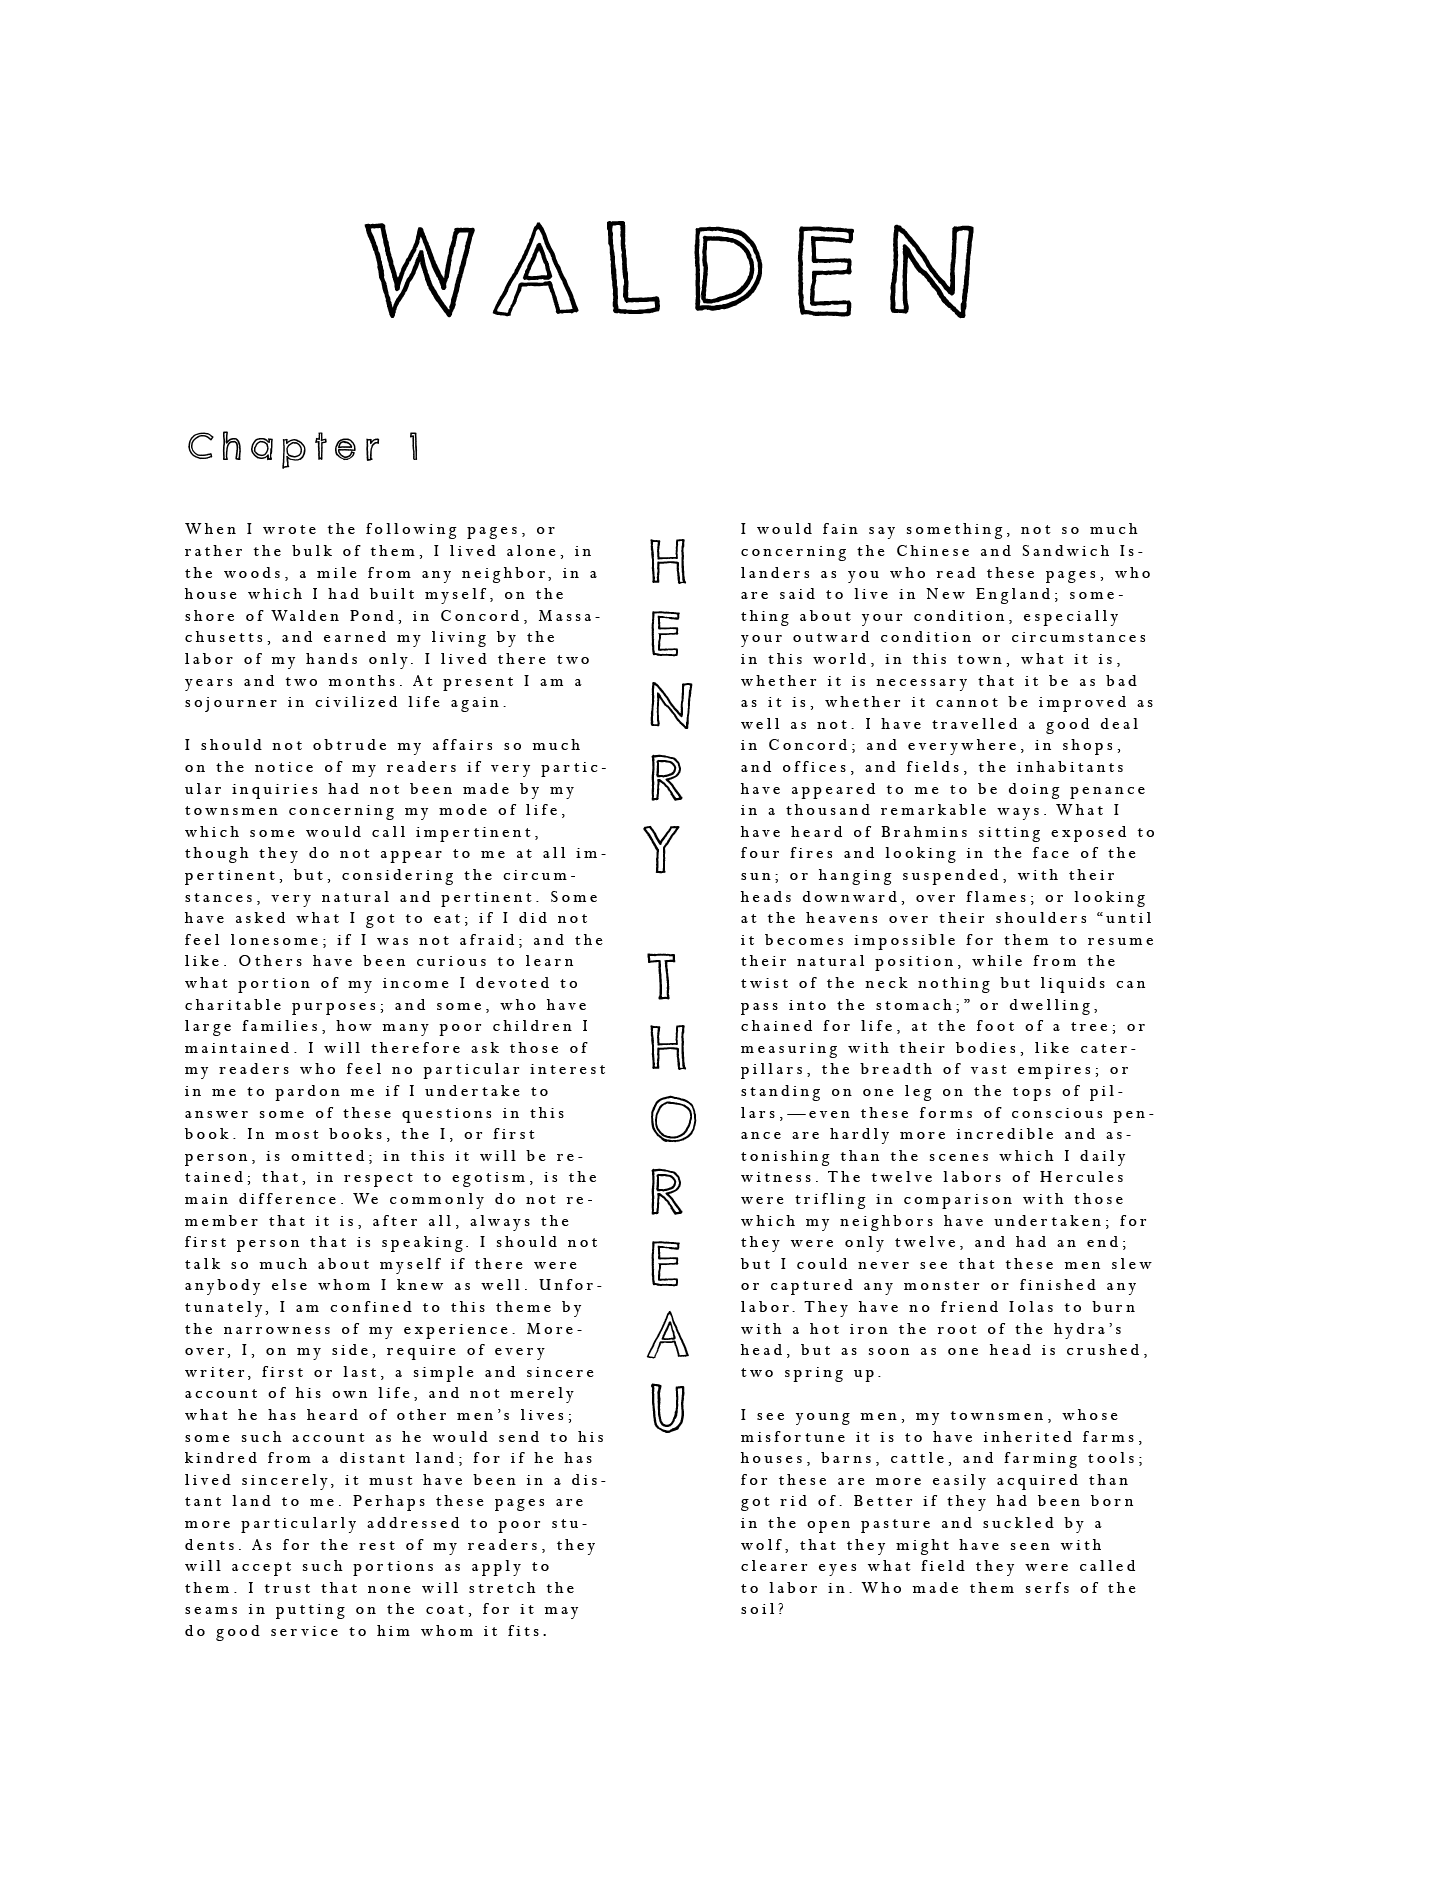 WALDEN
Chapter 1
When I wrote the following pages, or
rather the bulk of them, I lived alone, in
the woods, a mile from any neighbor, in a
house which I had built myself, on the
shore of Walden Pond, in Concord, Massa-
chusetts, and earned my living by the
labor of my hands only. I lived there two
years and two months. At present I am a
sojourner in civilized life again.
I should not obtrude my affairs so much
on the notice of my readers if very partic-
ular inquiries had not been made by my
townsmen concerning my mode of life,
which some would call impertinent,
though they do not appear to me at all im-
pertinent, but, considering the circum-
stances, very natural and pertinent. Some
have asked what I got to eat; if I did not
feel lonesome; if I was not afraid; and the
like. Others have been curious to learn
what portion of my income I devoted to
charitable purposes; and some, who have
large families, how many poor children I
maintained. I will therefore ask those of
my readers who feel no particular interest
in me to pardon me if I undertake to
answer some of these questions in this
book. In most books, the I, or first
person, is omitted; in this it will be re-
tained; that, in respect to egotism, is the
main difference. We commonly do not re-
member that it is, after all, always the
first person that is speaking. I should not
talk so much about myself if there were
anybody else whom I knew as well. Unfor-
tunately, I am confined to this theme by
the narrowness of my experience. More-
over, I, on my side, require of every
writer, first or last, a simple and sincere
account of his own life, and not merely
what he has heard of other men’s lives;
some such account as he would send to his
kindred from a distant land; for if he has
lived sincerely, it must have been in a dis-
tant land to me. Perhaps these pages are
more particularly addressed to poor stu-
dents. As for the rest of my readers, they
will accept such portions as apply to
them. I trust that none will stretch the
seams in putting on the coat, for it may
do good service to him whom it fits.
HENRY THOREAU
I would fain say something, not so much
concerning the Chinese and Sandwich Is-
landers as you who read these pages, who
are said to live in New England; some-
thing about your condition, especially
your outward condition or circumstances
in this world, in this town, what it is,
whether it is necessary that it be as bad
as it is, whether it cannot be improved as
well as not. I have travelled a good deal
in Concord; and everywhere, in shops,
and offices, and fields, the inhabitants
have appeared to me to be doing penance
in a thousand remarkable ways. What I
have heard of Brahmins sitting exposed to
four fires and looking in the face of the
sun; or hanging suspended, with their
heads downward, over flames; or looking
at the heavens over their shoulders “until
it becomes impossible for them to resume
their natural position, while from the
twist of the neck nothing but liquids can
pass into the stomach;” or dwelling,
chained for life, at the foot of a tree; or
measuring with their bodies, like cater-
pillars, the breadth of vast empires; or
standing on one leg on the tops of pil-
lars,—even these forms of conscious pen-
ance are hardly more incredible and as-
tonishing than the scenes which I daily
witness. The twelve labors of Hercules
were trifling in comparison with those
which my neighbors have undertaken; for
they were only twelve, and had an end;
but I could never see that these men slew
or captured any monster or finished any
labor. They have no friend Iolas to burn
with a hot iron the root of the hydra’s
head, but as soon as one head is crushed,
two spring up.
I see young men, my townsmen, whose
misfortune it is to have inherited farms,
houses, barns, cattle, and farming tools;
for these are more easily acquired than
got rid of. Better if they had been born
in the open pasture and suckled by a
wolf, that they might have seen with
clearer eyes what field they were called
to labor in. Who made them serfs of the
soil?